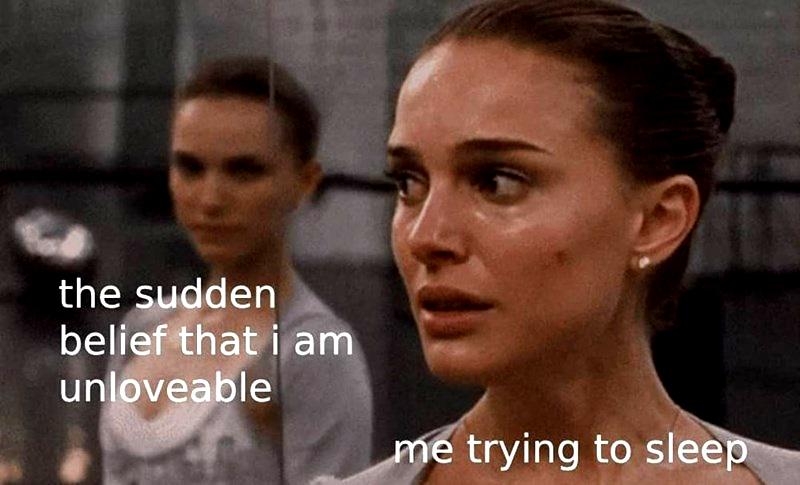 the sudden
belief that i am
unloveable
me trying to sleep